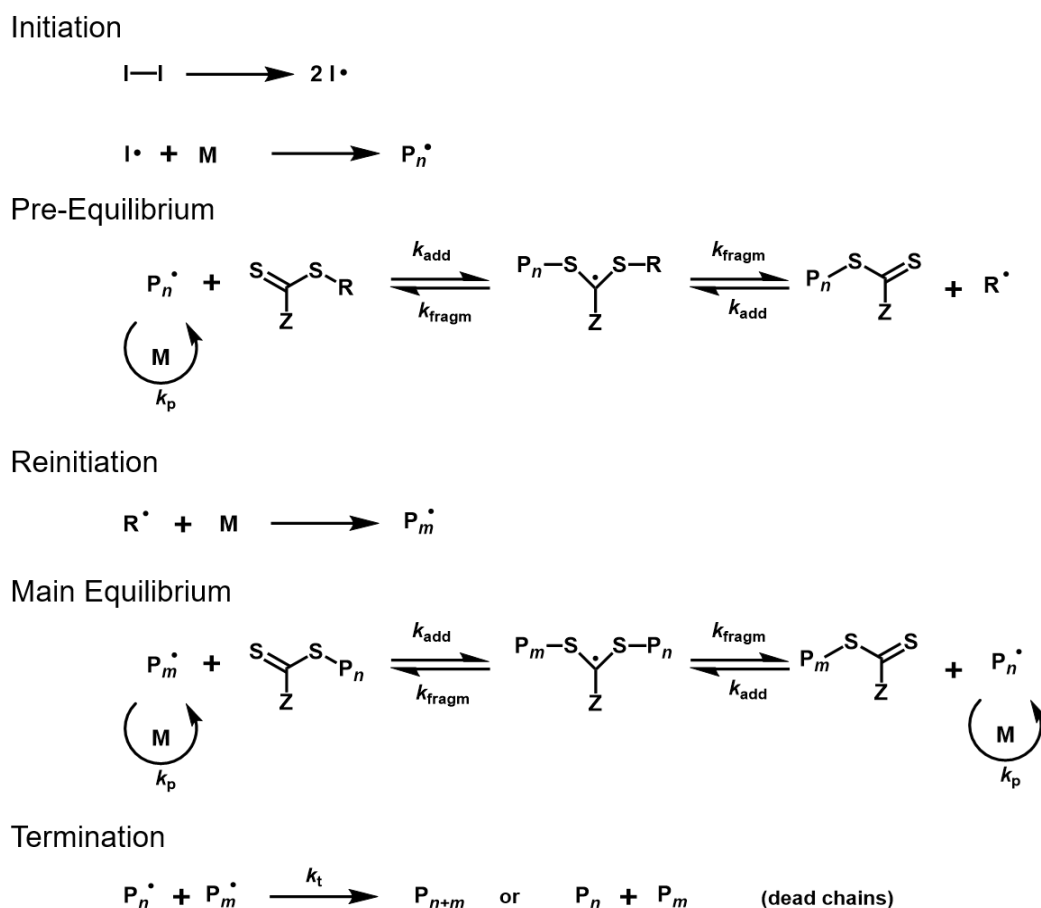 Initiation
I—I 2 I•
I• + M Pn•
Pre-Equilibrium
Pn• + S S R Z kadd kfragm Pn—S S—R Z kfragm kadd Pn S S Z + R•
M
kp
Reinitiation
R• + M Pm•
Main Equilibrium
Pm• + S S Pn Z kadd kfragm Pm—S S—Pn Z kfragm kadd Pm S S Z + Pn•
M M
kp kp
Termination
Pn• + Pm• kt Pn+m or Pn + Pm (dead chains)